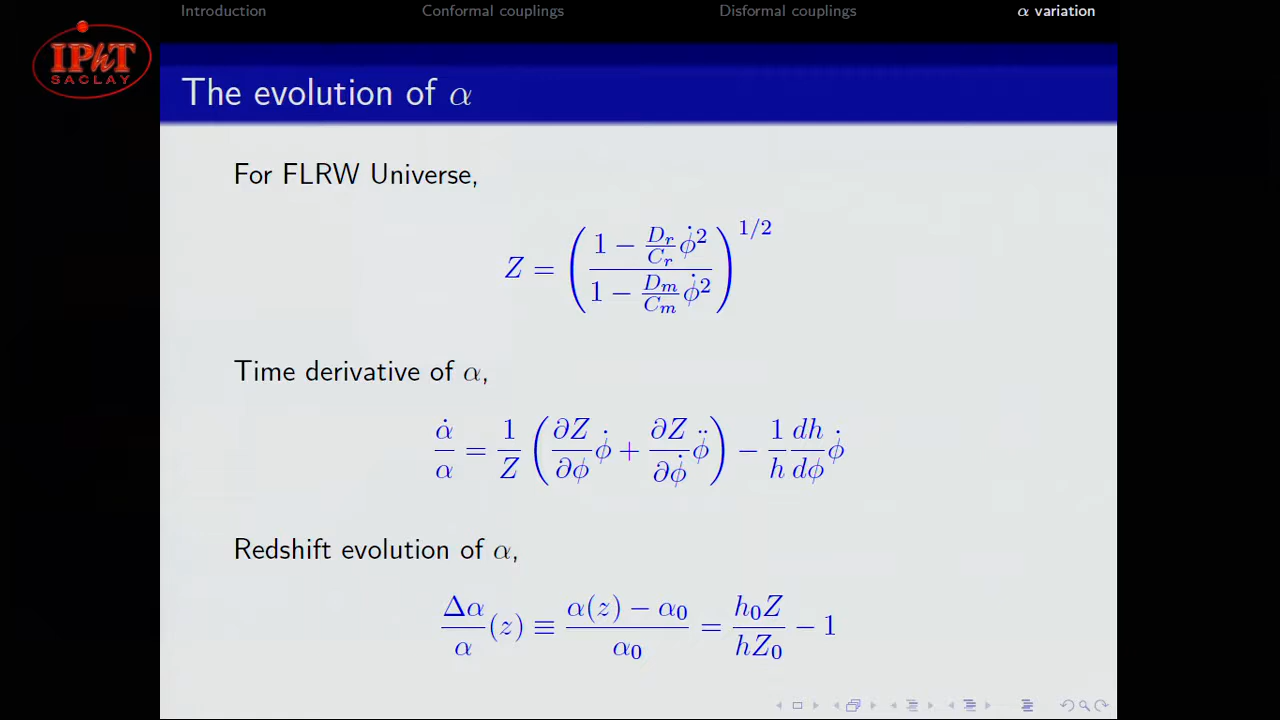 Introduction Conformal couplings Disformal couplings α variation
IPhT
SACLAY
The evolution of α
For FLRW Universe,
Z = ( (1 − (D_r/C_r) φ̇²) / (1 − (D_m/C_m) φ̇²) )^{1/2}
Time derivative of α,
α̇/α = (1/Z) ( (∂Z/∂φ) φ̇ + (∂Z/∂φ̇) φ̈ ) − (1/h) (dh/dφ) φ̇
Redshift evolution of α,
(Δα/α)(z) ≡ (α(z) − α₀)/α₀ = (h₀Z)/(hZ₀) − 1